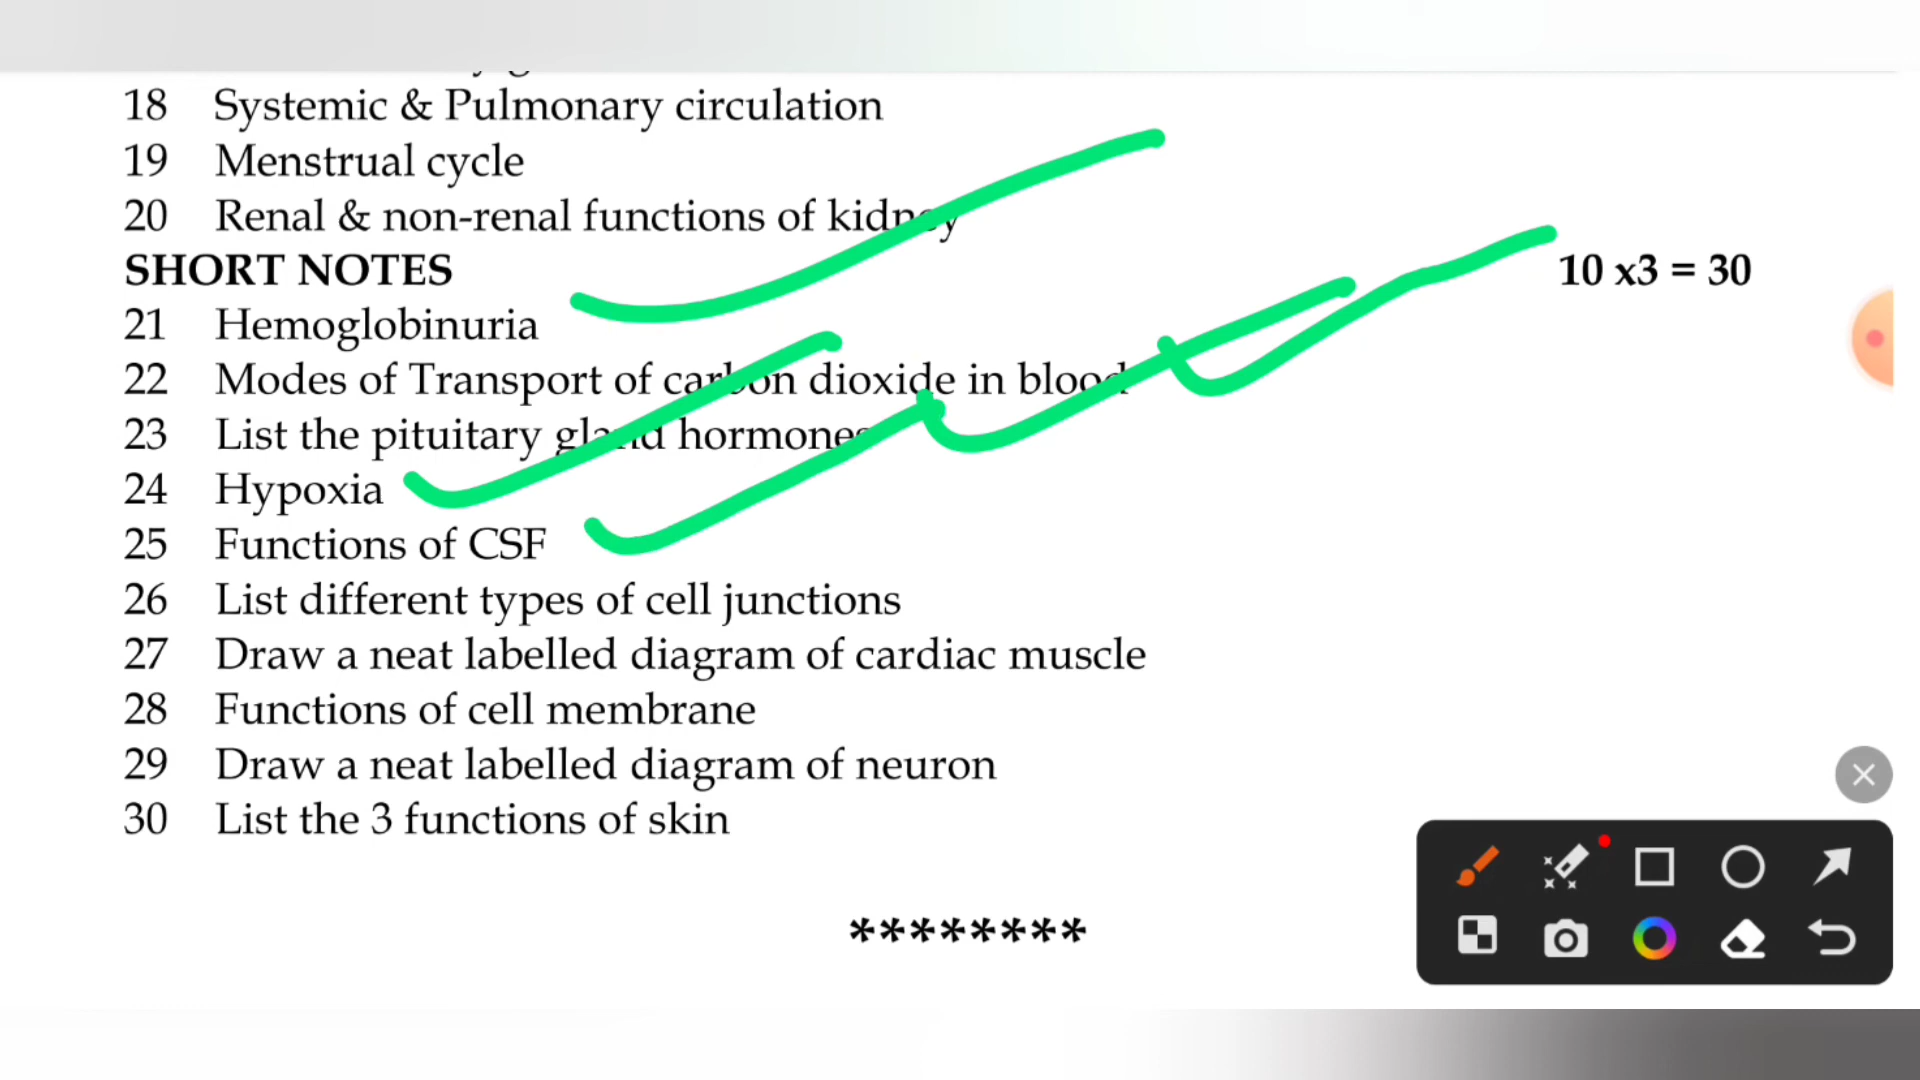 18 Systemic & Pulmonary circulation
19 Menstrual cycle
20 Renal & non-renal functions of kidney
SHORT NOTES 10 x3 = 30
21 Hemoglobinuria
22 Modes of Transport of carbon dioxide in blood
23 List the pituitary gland hormones
24 Hypoxia
25 Functions of CSF
26 List different types of cell junctions
27 Draw a neat labelled diagram of cardiac muscle
28 Functions of cell membrane
29 Draw a neat labelled diagram of neuron
30 List the 3 functions of skin
********